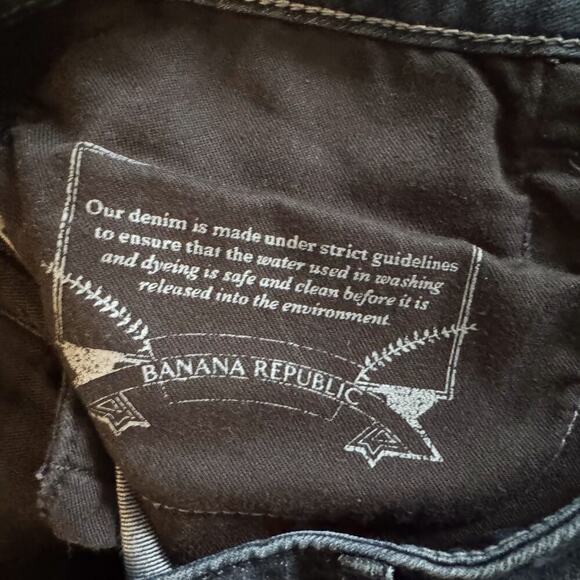 Our denim is made under strict guidelines
to ensure that the water used in washing
and dyeing is safe and clean before it is
released into the environment.
BANANA REPUBLIC